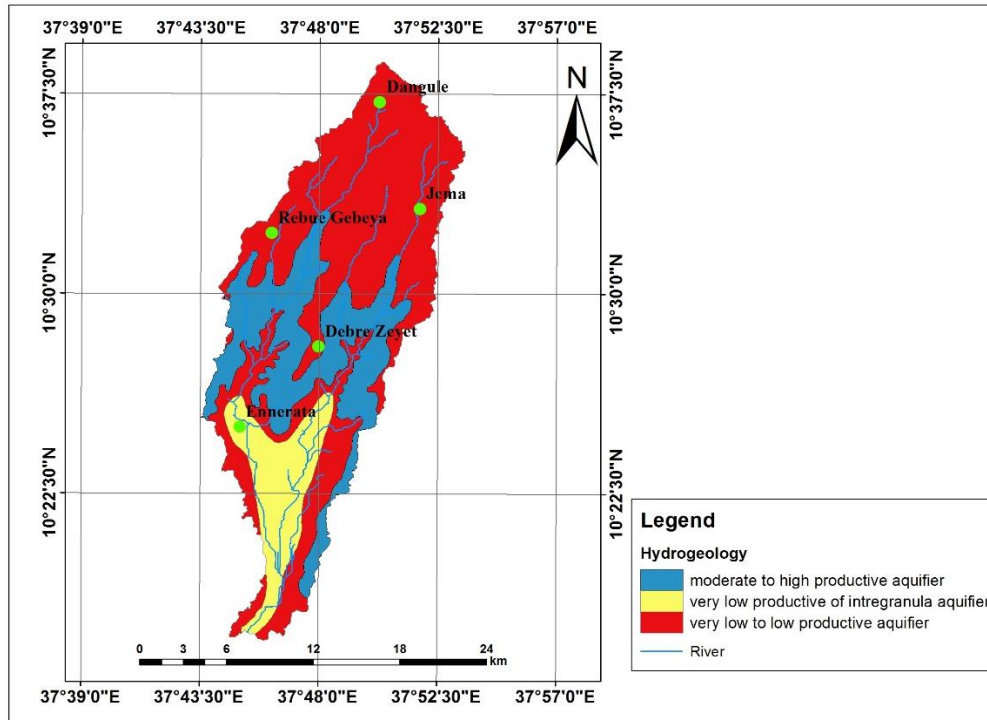 37°39'0"E 37°43'30"E 37°48'0"E 37°52'30"E 37°57'0"E
N
10°37'30"N 10°37'30"N
Dangule
Jema
Rebue Gebeya
10°30'0"N 10°30'0"N
Debre Zeyet
Ennerata
10°22'30"N 10°22'30"N
Legend
Hydrogeology
moderate to high productive aquifier
very low productive of intregranula aquifier
very low to low productive aquifier
River
0 3 6 12 18 24
km
37°39'0"E 37°43'30"E 37°48'0"E 37°52'30"E 37°57'0"E